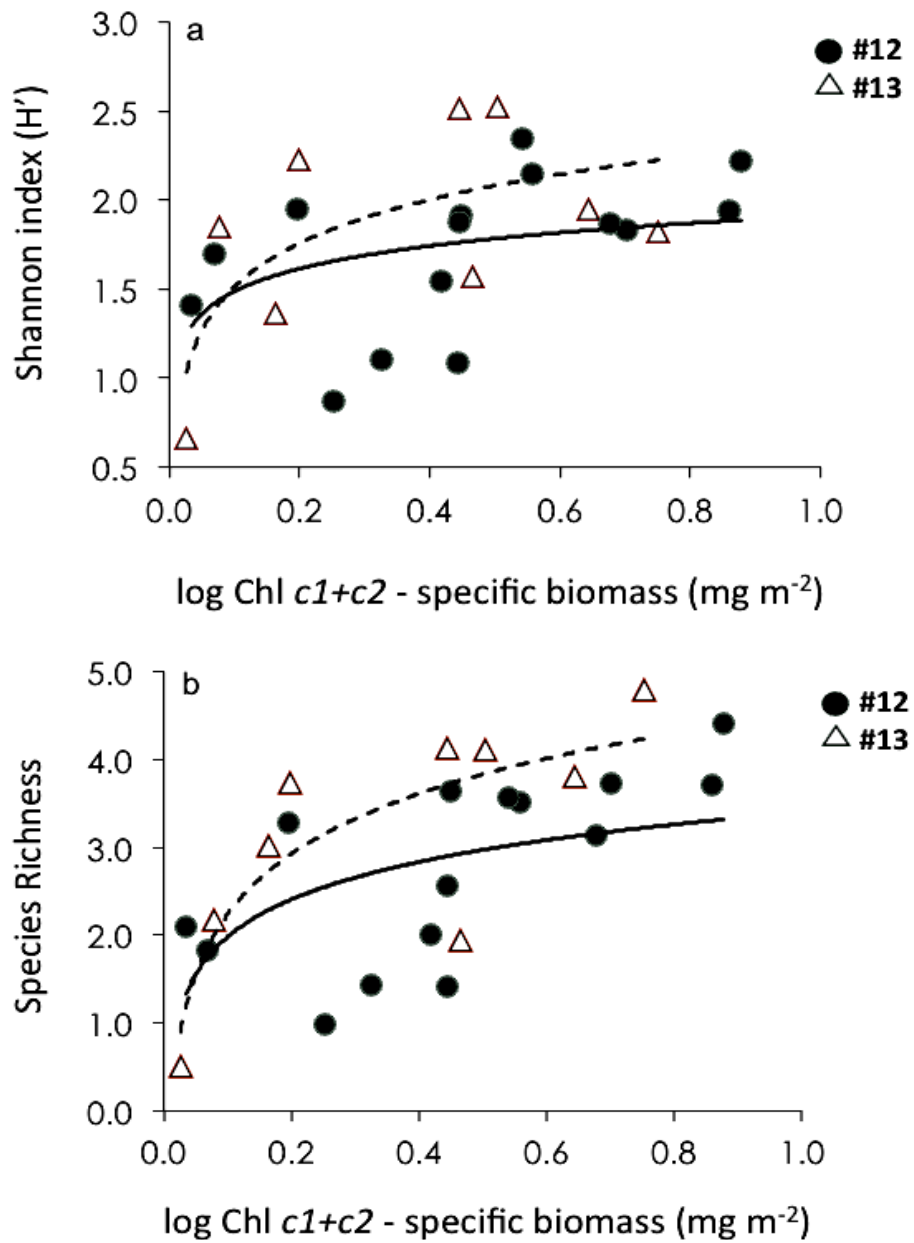 a
3.0
2.5
2.0
1.5
1.0
0.5
Shannon index (H')
0.0 0.2 0.4 0.6 0.8 1.0
log Chl c1+c2 - specific biomass (mg m⁻²)
#12
#13
b
5.0
4.0
3.0
2.0
1.0
0.0
Species Richness
0.0 0.2 0.4 0.6 0.8 1.0
log Chl c1+c2 - specific biomass (mg m⁻²)
#12
#13